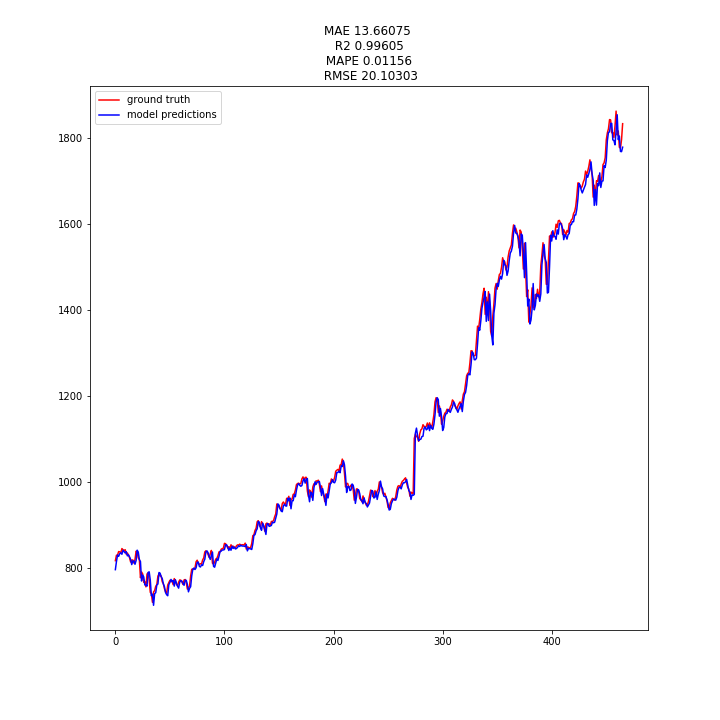 MAE 13.66075
R2 0.99605
MAPE 0.01156
RMSE 20.10303
ground truth
model predictions
1800
1600
1400
1200
1000
800
0 100 200 300 400